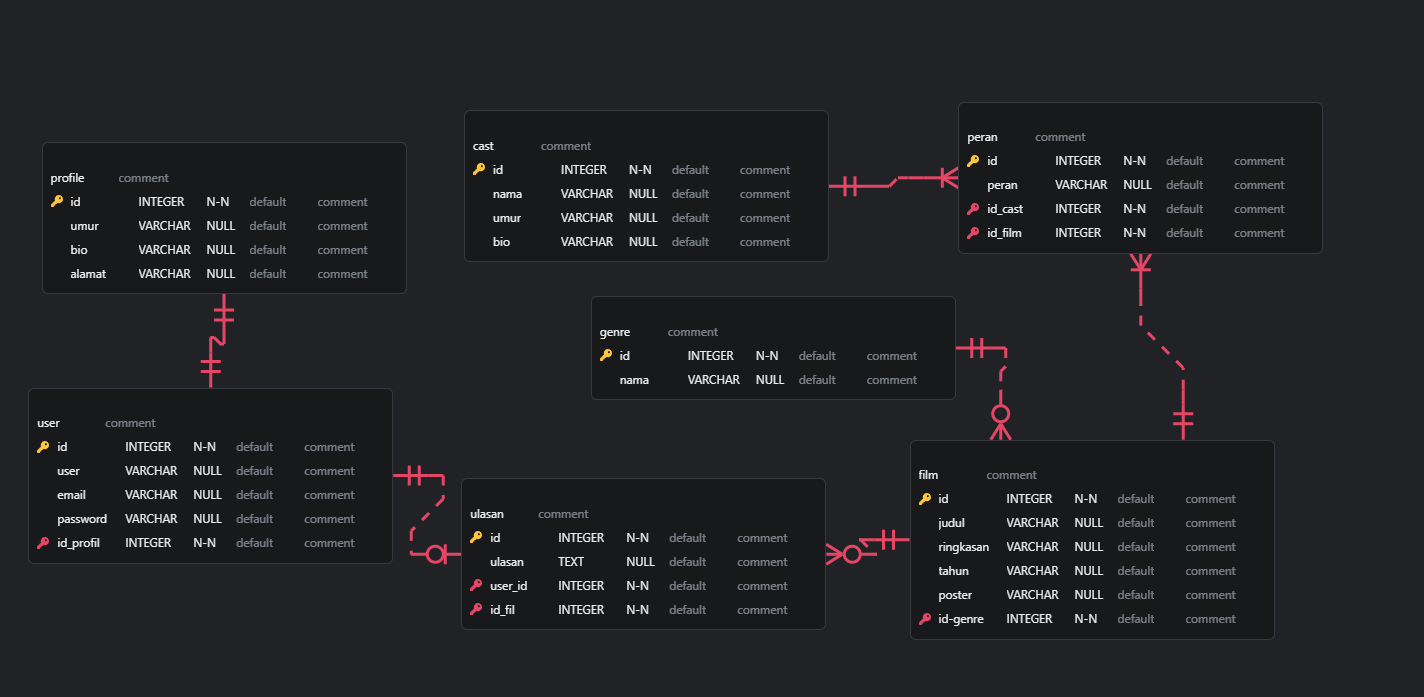 profile comment
id INTEGER N-N default comment
umur VARCHAR NULL default comment
bio VARCHAR NULL default comment
alamat VARCHAR NULL default comment
cast comment
id INTEGER N-N default comment
nama VARCHAR NULL default comment
umur VARCHAR NULL default comment
bio VARCHAR NULL default comment
peran comment
id INTEGER N-N default comment
peran VARCHAR NULL default comment
id_cast INTEGER N-N default comment
id_film INTEGER N-N default comment
genre comment
id INTEGER N-N default comment
nama VARCHAR NULL default comment
user comment
id INTEGER N-N default comment
user VARCHAR NULL default comment
email VARCHAR NULL default comment
password VARCHAR NULL default comment
id_profil INTEGER N-N default comment
ulasan comment
id INTEGER N-N default comment
ulasan TEXT NULL default comment
user_id INTEGER N-N default comment
id_fil INTEGER N-N default comment
film comment
id INTEGER N-N default comment
judul VARCHAR NULL default comment
ringkasan VARCHAR NULL default comment
tahun VARCHAR NULL default comment
poster VARCHAR NULL default comment
id-genre INTEGER N-N default comment